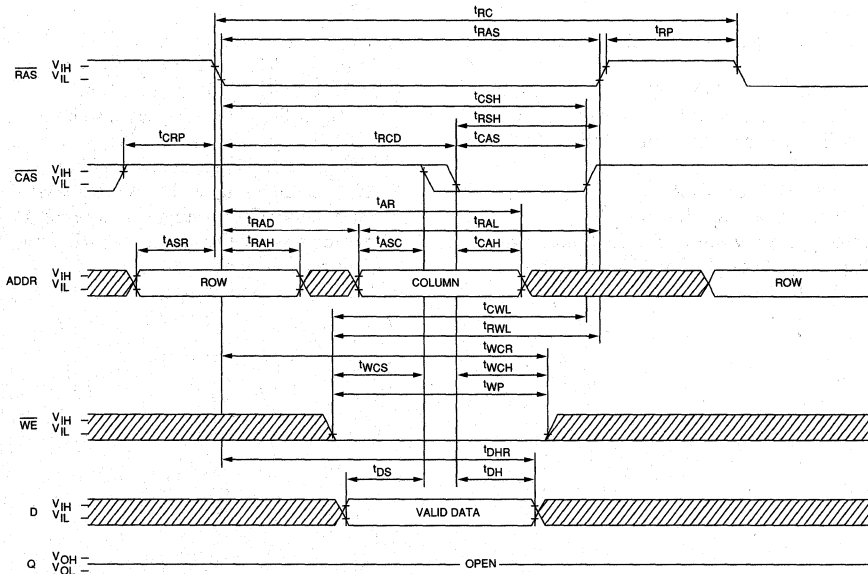 tRC
tRAS
tRP
RAS VIH VIL
tCSH
tRSH
tCRP tRCD tCAS
CAS VIH VIL
tAR
tRAD tRAL
tASR tRAH tASC tCAH
ADDR VIH VIL ROW COLUMN ROW
tCWL
tRWL
tWCR
tWCS tWCH
tWP
WE VIH VIL
tDHR
tDS tDH
D VIH VIL VALID DATA
Q VOH VOL OPEN